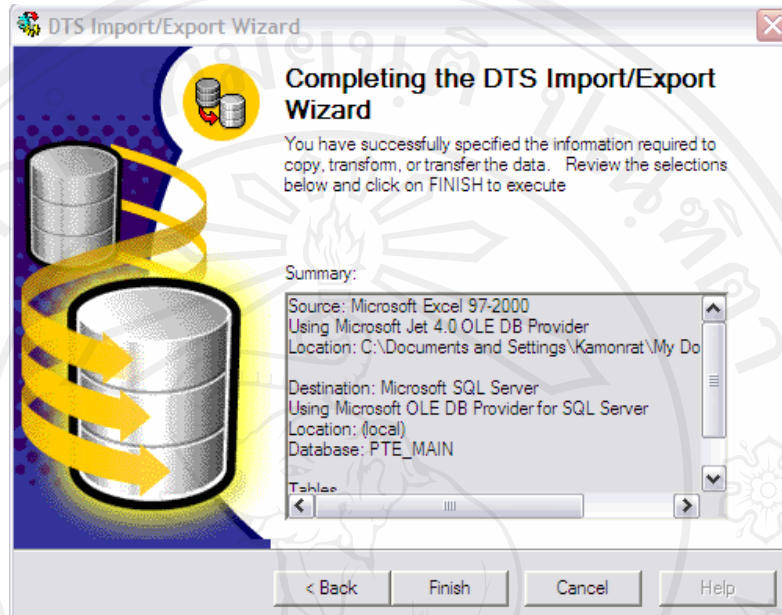 DTS Import/Export Wizard
Completing the DTS Import/Export
Wizard
You have successfully specified the information required to
copy, transform, or transfer the data. Review the selections
below and click on FINISH to execute
Summary:
Source: Microsoft Excel 97-2000
Using Microsoft Jet 4.0 OLE DB Provider
Location: C:\Documents and Settings\Kamonrat\My Do
Destination: Microsoft SQL Server
Using Microsoft OLE DB Provider for SQL Server
Location: (local)
Database: PTE_MAIN
Tables
< Back
Finish
Cancel
Help